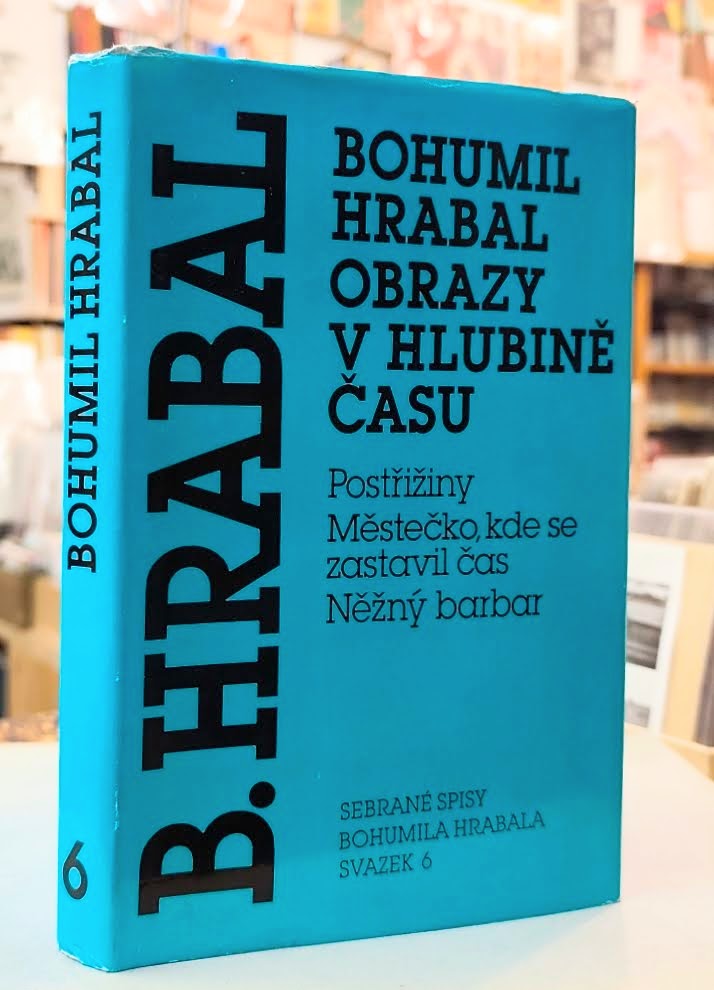 BOHUMIL HRABAL
6
B. HRABAL
BOHUMIL
HRABAL
OBRAZY
V HLUBINĚ
ČASU
Postřižiny
Městečko, kde se
zastavil čas
Něžný barbar
SEBRANÉ SPISY
BOHUMILA HRABALA
SVAZEK 6